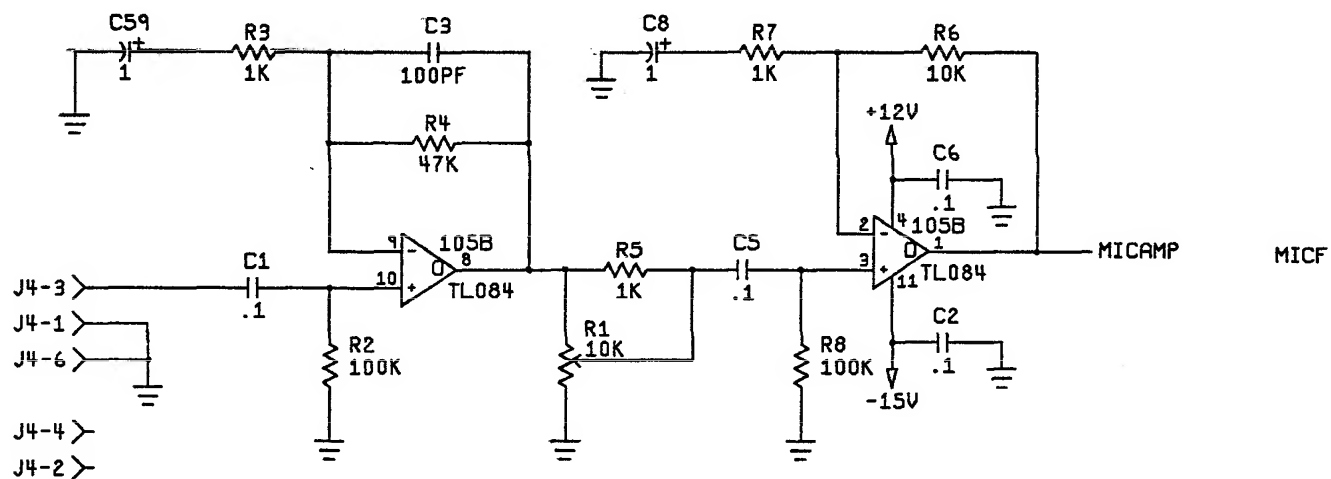 C59 + 1
R3 1K
C3 100PF
R4 47K
C8 + 1
R7 1K
R6 10K
+12V
C6 .1
9 - 105B
8
10 + TL084
2 - 4 105B
1
3 + TL084
11
MICAMP
MICF
J4-3
C1 .1
R5 1K
C5 .1
J4-1
J4-6
R2 100K
R1 10K
R8 100K
C2 .1
-15V
J4-4
J4-2